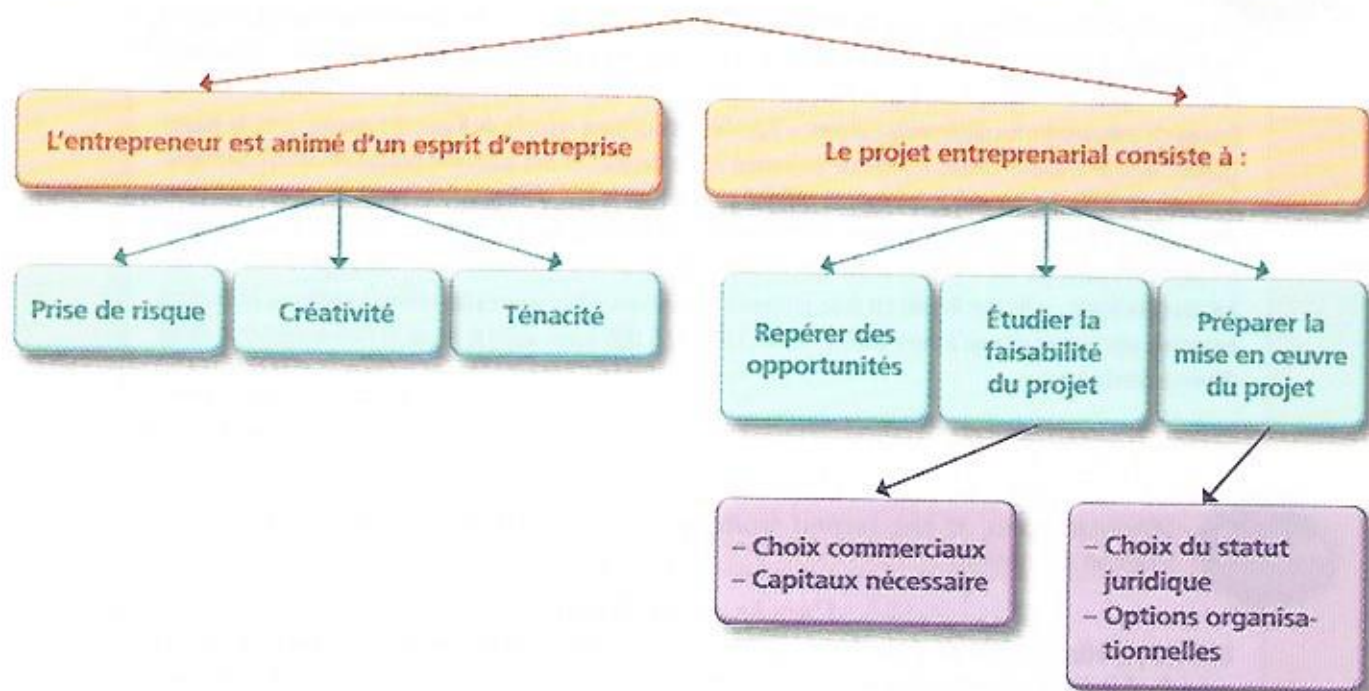 L'entrepreneur est animé d'un esprit d'entreprise
Le projet entreprenarial consiste à :
Prise de risque
Créativité
Ténacité
Repérer des
opportunités
Étudier la
faisabilité
du projet
Préparer la
mise en œuvre
du projet
– Choix commerciaux
– Capitaux nécessaire
– Choix du statut
juridique
– Options organisa-
tionnelles